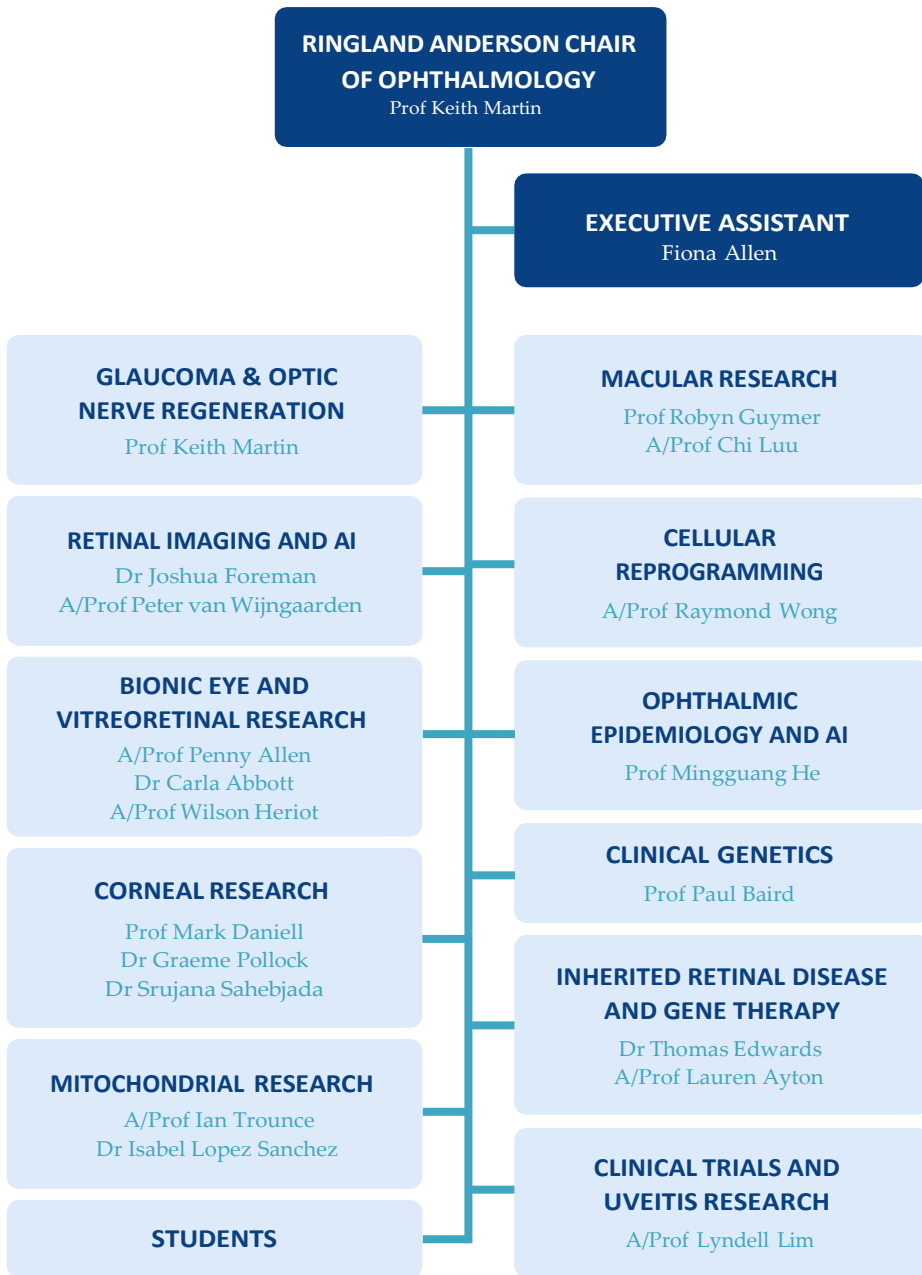 RINGLAND ANDERSON CHAIR
OF OPHTHALMOLOGY
Prof Keith Martin
EXECUTIVE ASSISTANT
Fiona Allen
GLAUCOMA & OPTIC
NERVE REGENERATION
Prof Keith Martin
MACULAR RESEARCH
Prof Robyn Guymer
A/Prof Chi Luu
RETINAL IMAGING AND AI
Dr Joshua Foreman
A/Prof Peter van Wijngaarden
CELLULAR
REPROGRAMMING
A/Prof Raymond Wong
BIONIC EYE AND
VITREORETINAL RESEARCH
A/Prof Penny Allen
Dr Carla Abbott
A/Prof Wilson Heriot
OPHTHALMIC
EPIDEMIOLOGY AND AI
Prof Mingguang He
CORNEAL RESEARCH
Prof Mark Daniell
Dr Graeme Pollock
Dr Srujana Sahebjada
CLINICAL GENETICS
Prof Paul Baird
INHERITED RETINAL DISEASE
AND GENE THERAPY
Dr Thomas Edwards
A/Prof Lauren Ayton
MITOCHONDRIAL RESEARCH
A/Prof Ian Trounce
Dr Isabel Lopez Sanchez
CLINICAL TRIALS AND
UVEITIS RESEARCH
A/Prof Lyndell Lim
STUDENTS